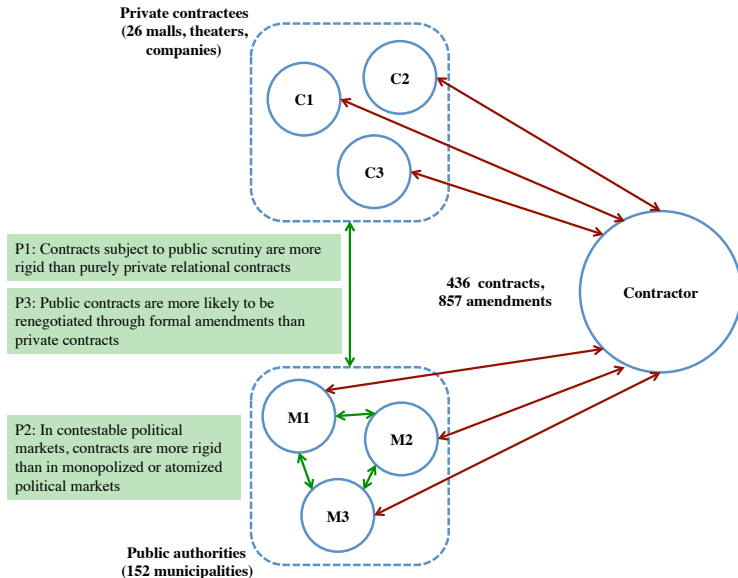 Private contractees
(26 malls, theaters,
companies)
C1
C2
C3
P1: Contracts subject to public scrutiny are more
rigid than purely private relational contracts
P3: Public contracts are more likely to be
renegotiated through formal amendments than
private contracts
436 contracts,
857 amendments
Contractor
P2: In contestable political
markets, contracts are more rigid
than in monopolized or atomized
political markets
M1
M2
M3
Public authorities
(152 municipalities)